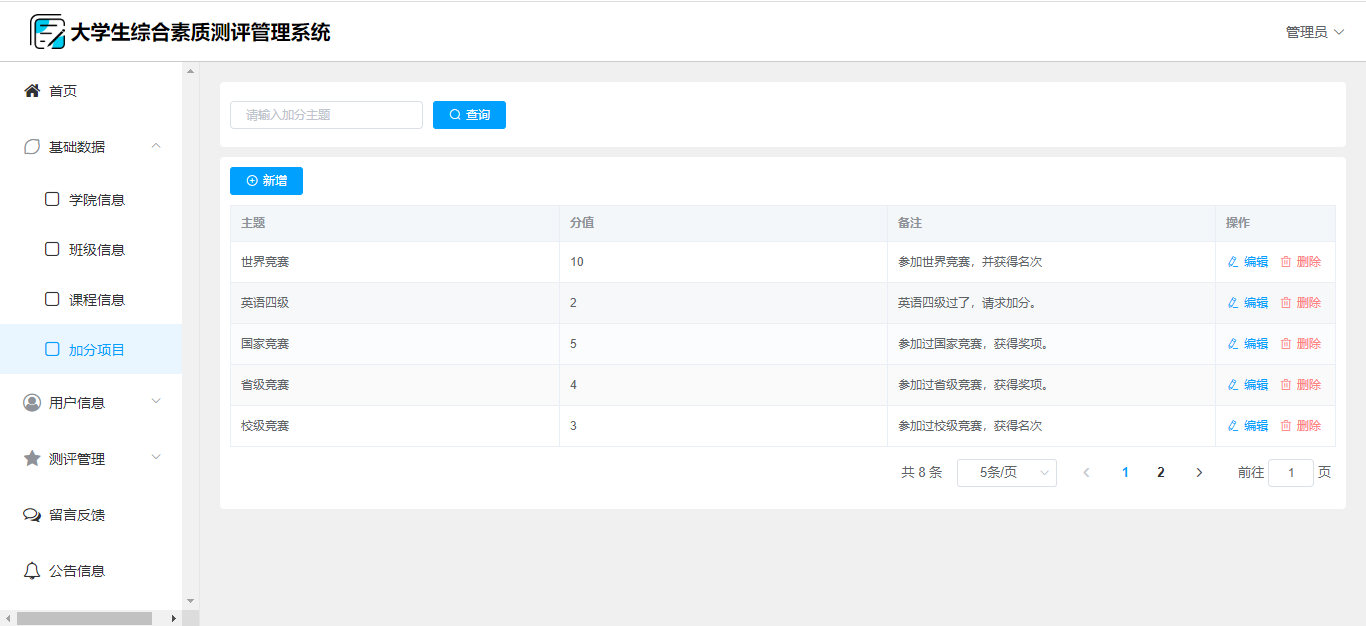 大学生综合素质测评管理系统
管理员
首页
基础数据
学院信息
班级信息
课程信息
加分项目
用户信息
测评管理
留言反馈
公告信息
请输入加分主题 查询
新增
主题 分值 备注 操作
世界竞赛 10 参加世界竞赛，并获得名次 编辑 删除
英语四级 2 英语四级过了，请求加分。 编辑 删除
国家竞赛 5 参加过国家竞赛，获得奖项。 编辑 删除
省级竞赛 4 参加过省级竞赛，获得奖项。 编辑 删除
校级竞赛 3 参加过校级竞赛，获得名次 编辑 删除
共 8 条 5条/页 1 2 前往 1 页